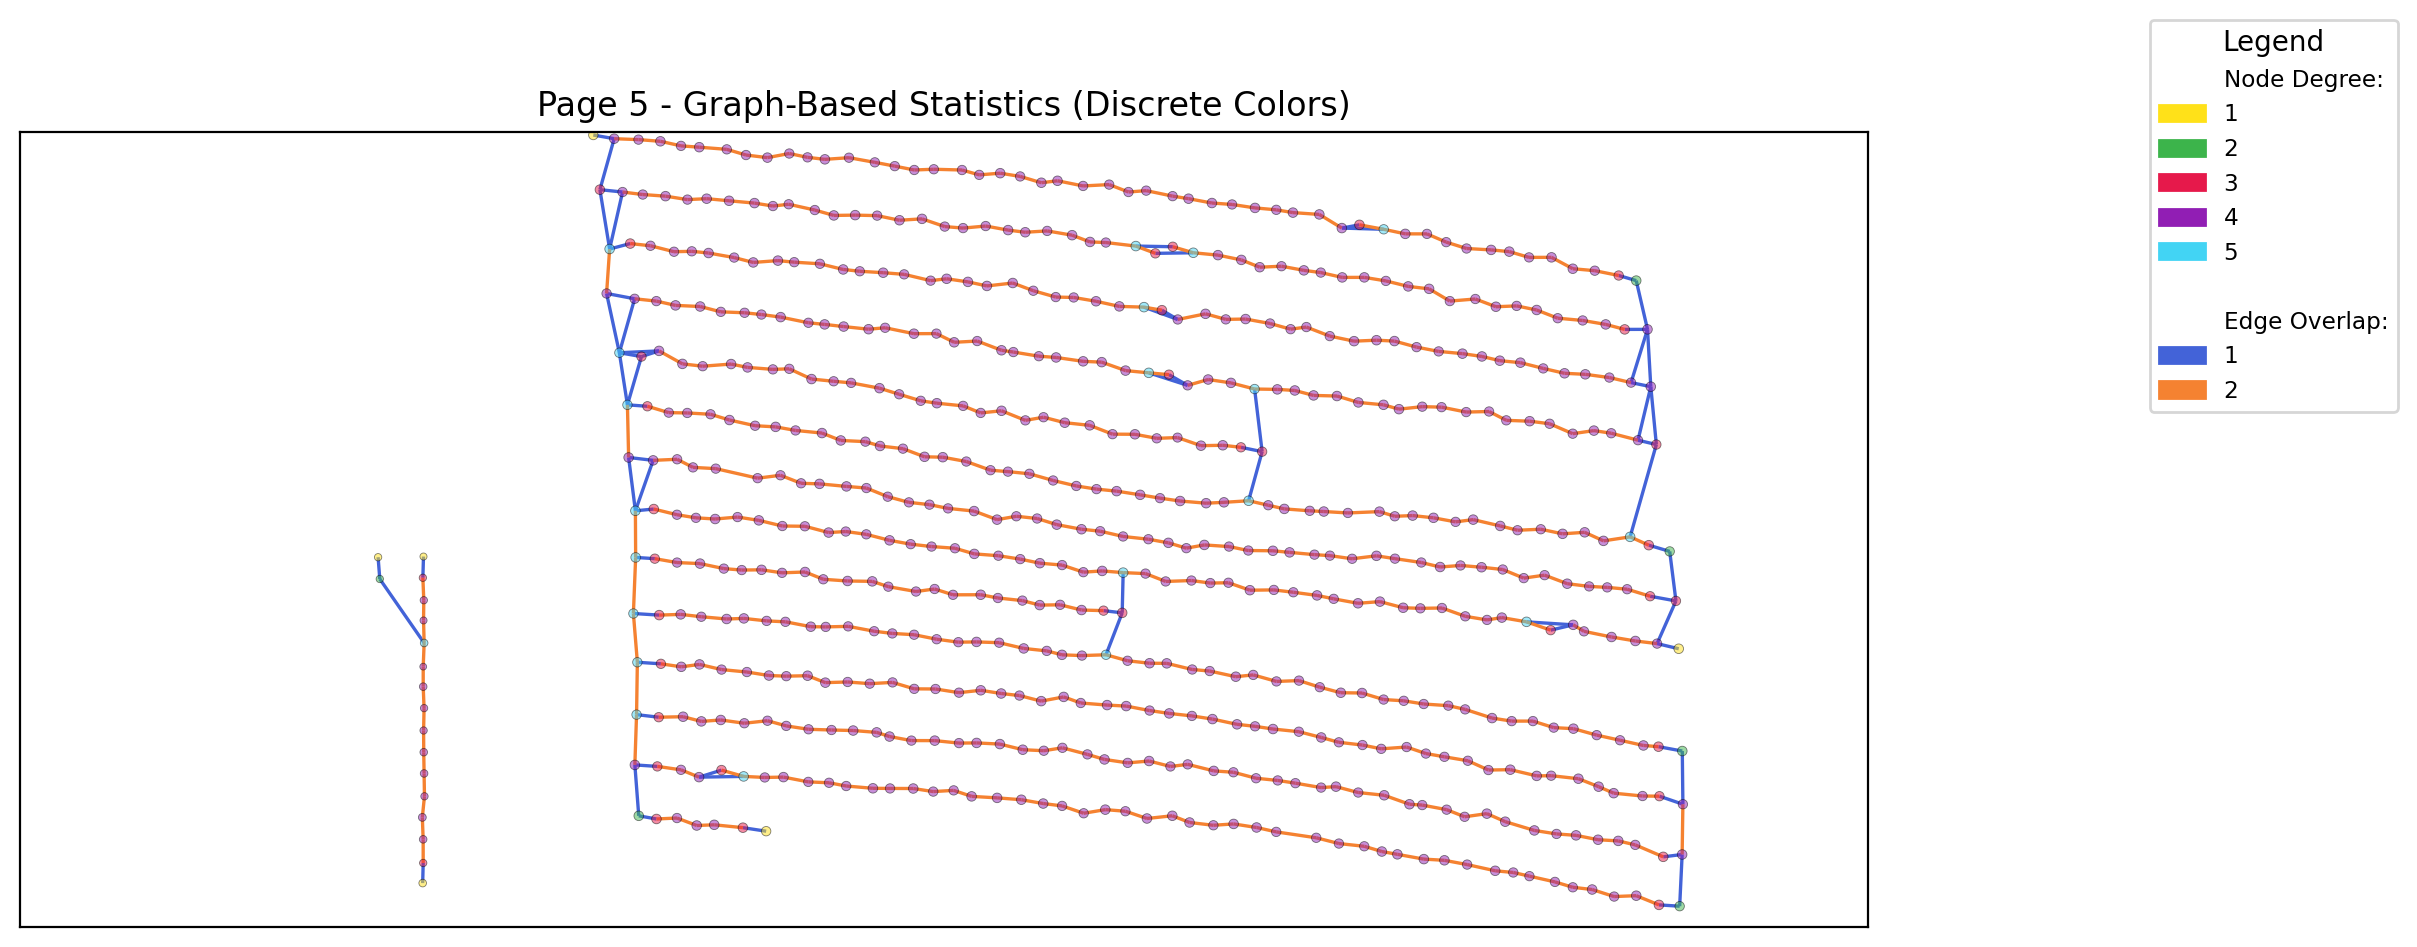 Page 5 - Graph-Based Statistics (Discrete Colors)
Legend
Node Degree:
1
2
3
4
5
Edge Overlap:
1
2